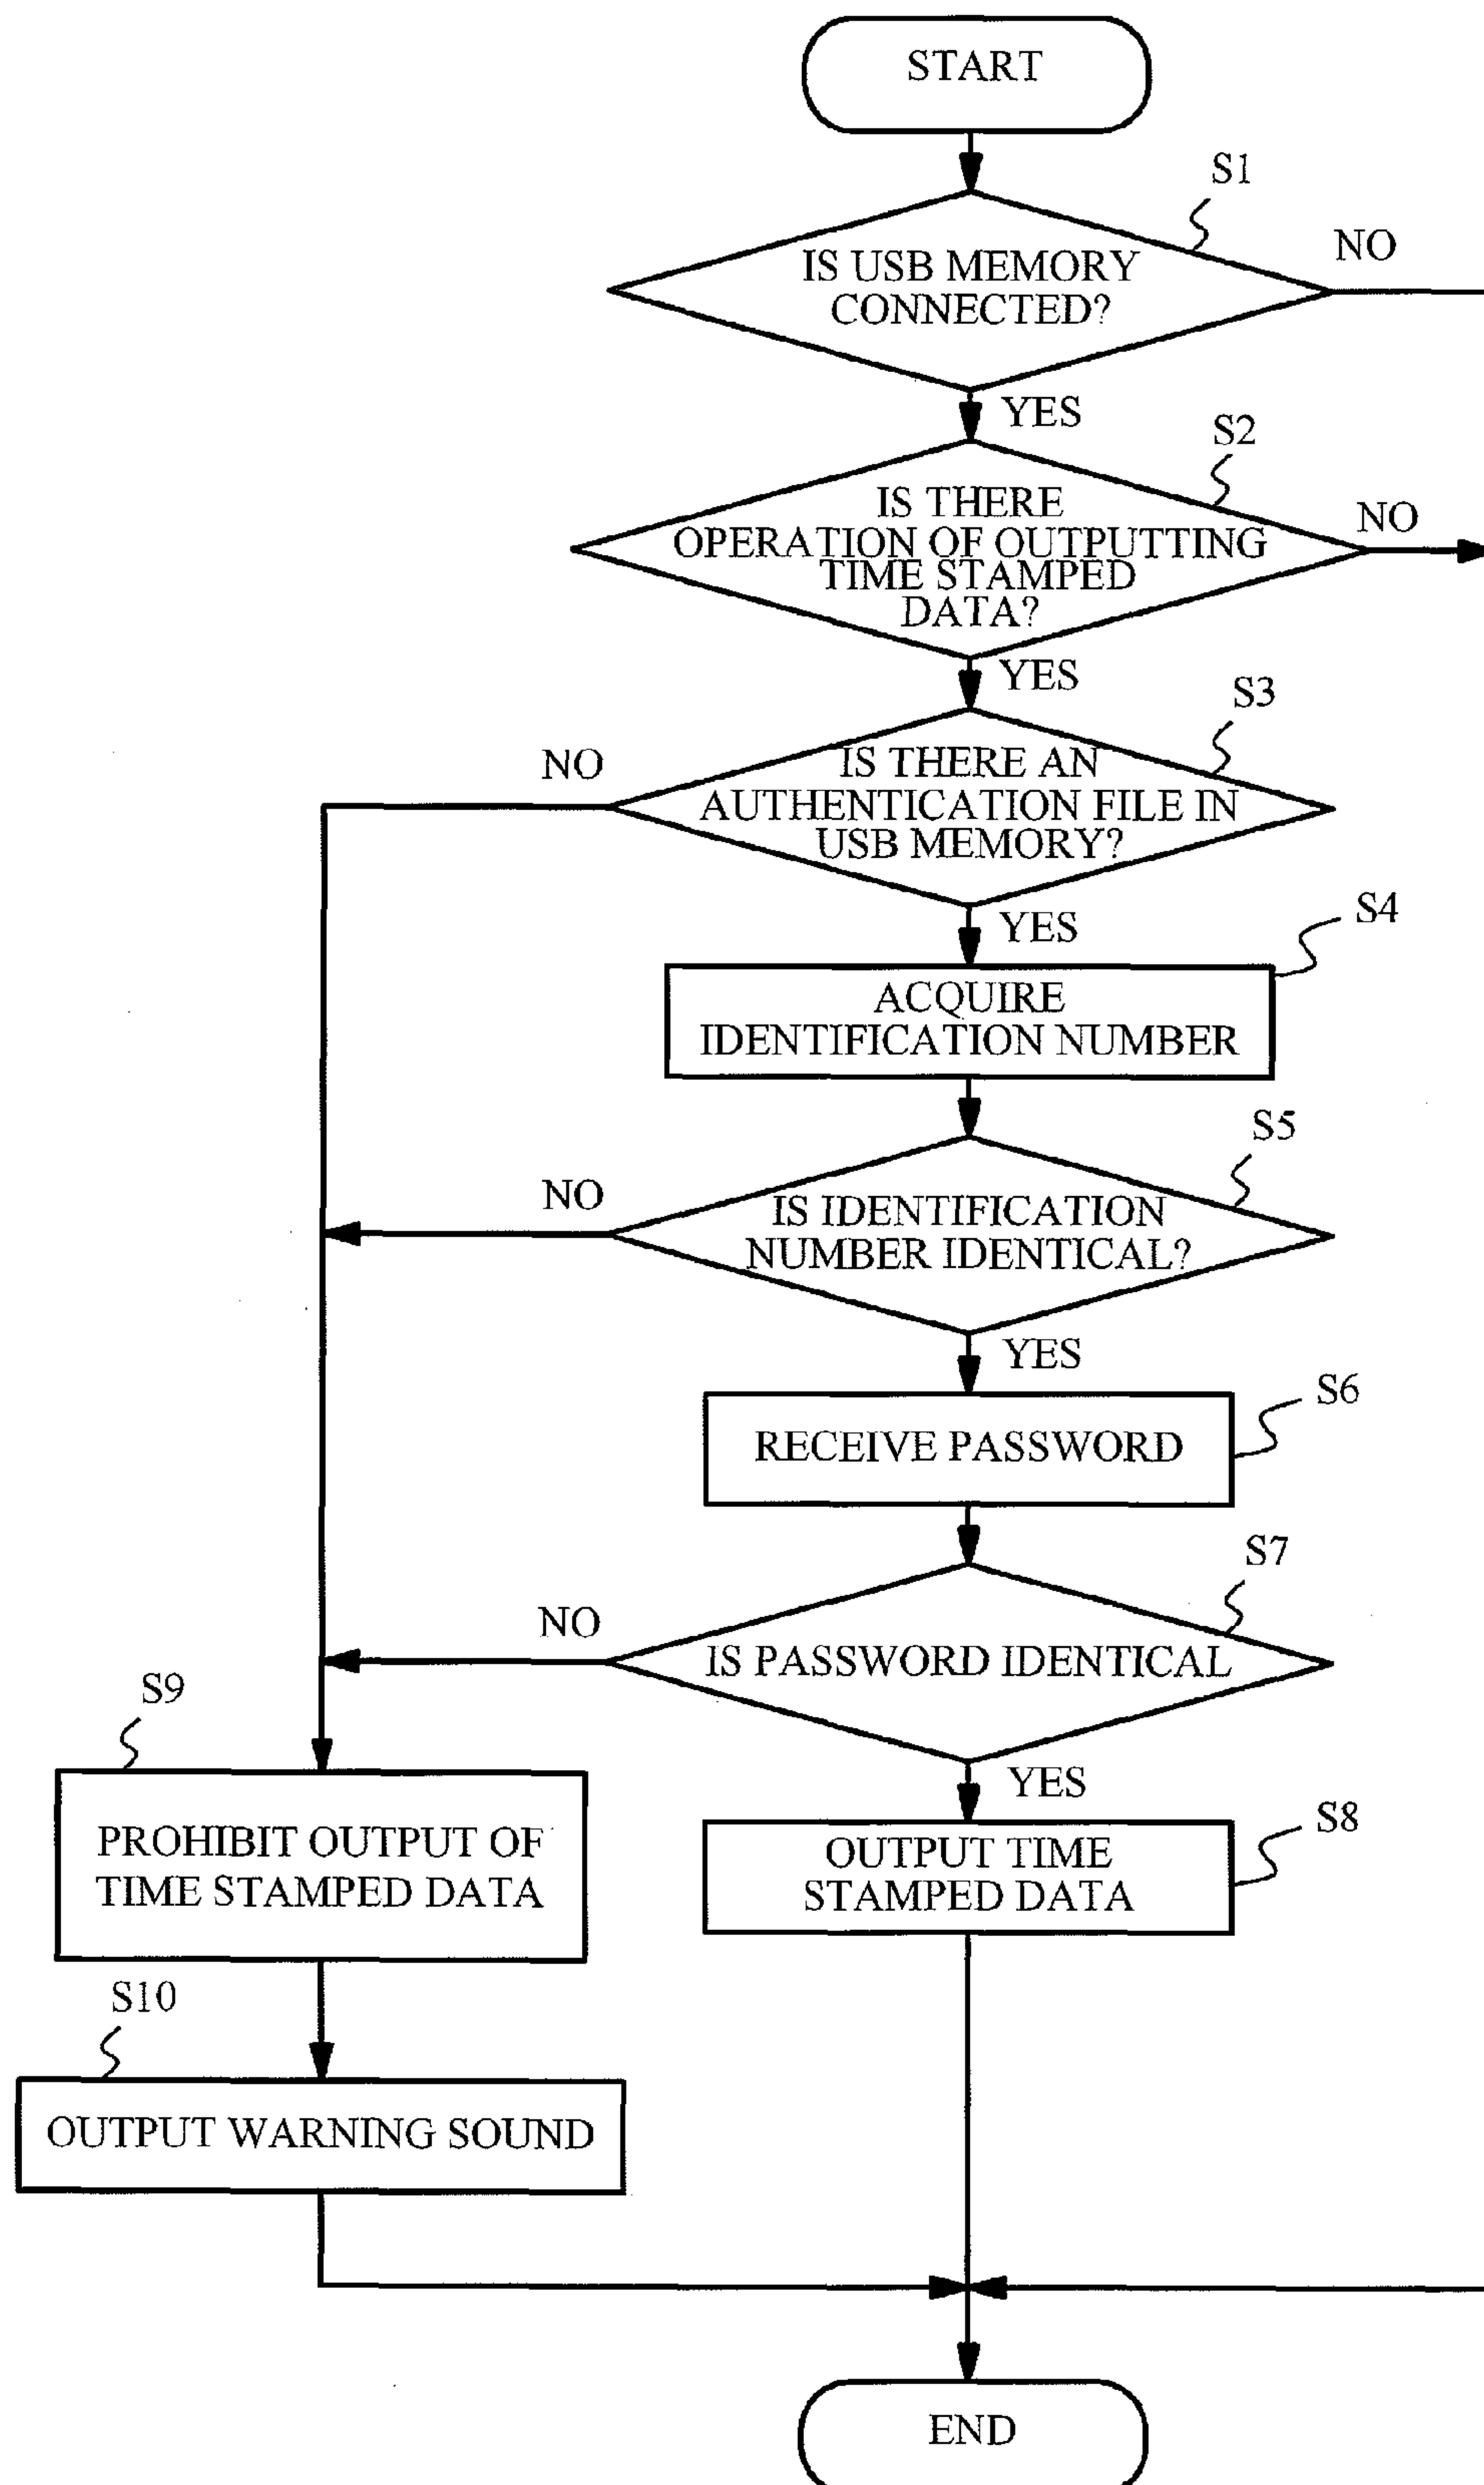 START
S1
IS USB MEMORY
CONNECTED?
NO
YES
S2
IS THERE
OPERATION OF OUTPUTTING
TIME STAMPED
DATA?
NO
YES
S3
IS THERE AN
AUTHENTICATION FILE IN
USB MEMORY?
NO
YES
S4
ACQUIRE
IDENTIFICATION NUMBER
S5
IS IDENTIFICATION
NUMBER IDENTICAL?
NO
YES
S6
RECEIVE PASSWORD
S7
IS PASSWORD IDENTICAL
NO
YES
S9
PROHIBIT OUTPUT OF
TIME STAMPED DATA
S8
OUTPUT TIME
STAMPED DATA
S10
OUTPUT WARNING SOUND
END